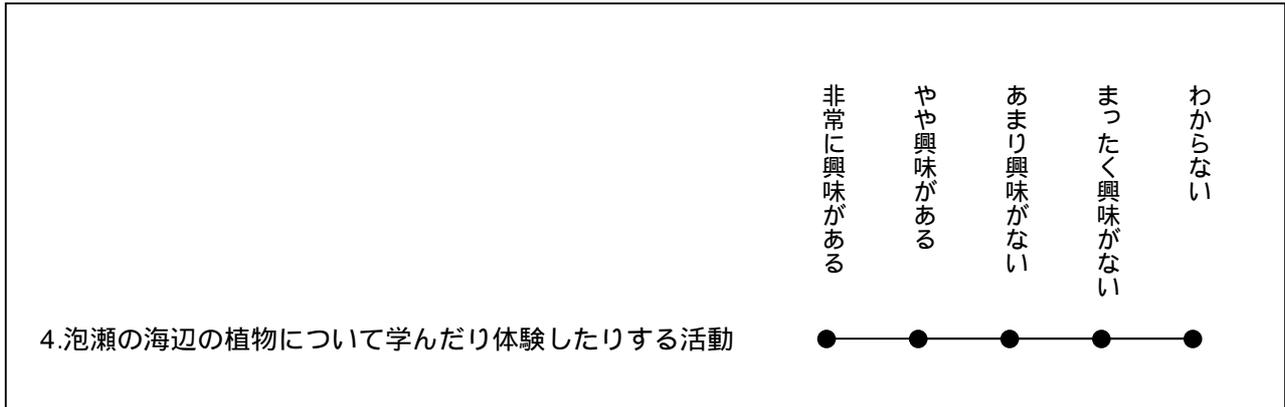 非常に興味がある
やや興味がある
あまり興味がない
まったく興味がない
わからない
4.泡瀬の海辺の植物について学んだり体験したりする活動